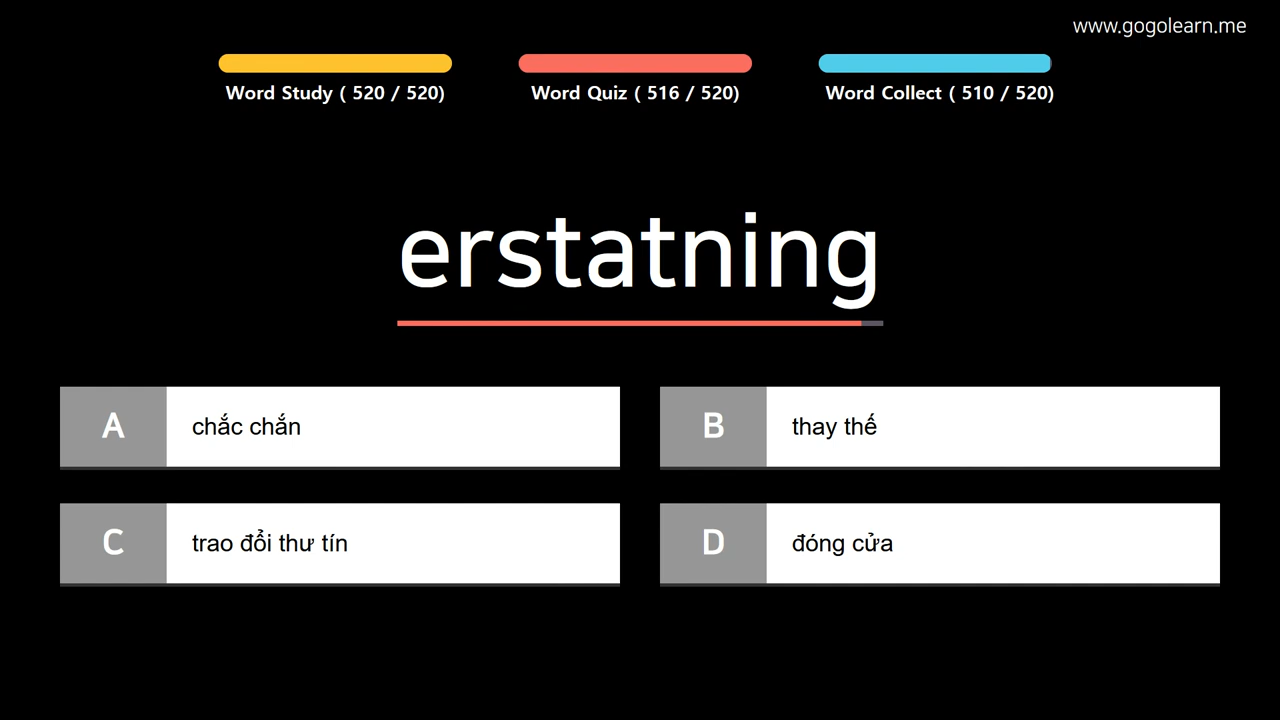 www.gogolearn.me
Word Study ( 520 / 520)
Word Quiz ( 516 / 520)
Word Collect ( 510 / 520)
erstatning
A
chắc chắn
B
thay thế
C
trao đổi thư tín
D
đóng cửa